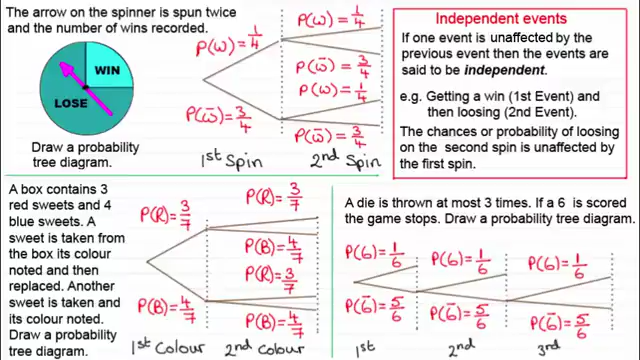 The arrow on the spinner is spun twice
and the number of wins recorded.
WIN
LOSE
Draw a probability
tree diagram.
P(W) = 1/4
P(W̄) = 3/4
P(W) = 1/4
P(W̄) = 3/4
P(W) = 1/4
P(W̄) = 3/4
1st Spin 2nd Spin
Independent events
If one event is unaffected by the
previous event then the events are
said to be independent.
e.g. Getting a win (1st Event) and
then loosing (2nd Event).
The chances or probability of loosing
on the second spin is unaffected by
the first spin.
A box contains 3
red sweets and 4
blue sweets. A
sweet is taken from
the box its colour
noted and then
replaced. Another
sweet is taken and
its colour noted.
Draw a probability
tree diagram.
P(R) = 3/7
P(B) = 4/7
P(R) = 3/7
P(B) = 4/7
P(R) = 3/7
P(B) = 4/7
1st Colour 2nd Colour
A die is thrown at most 3 times. If a 6 is scored
the game stops. Draw a probability tree diagram.
P(6) = 1/6 P(6) = 1/6 P(6) = 1/6
P(6̄) = 5/6 P(6̄) = 5/6 P(6̄) = 5/6
1st 2nd 3rd